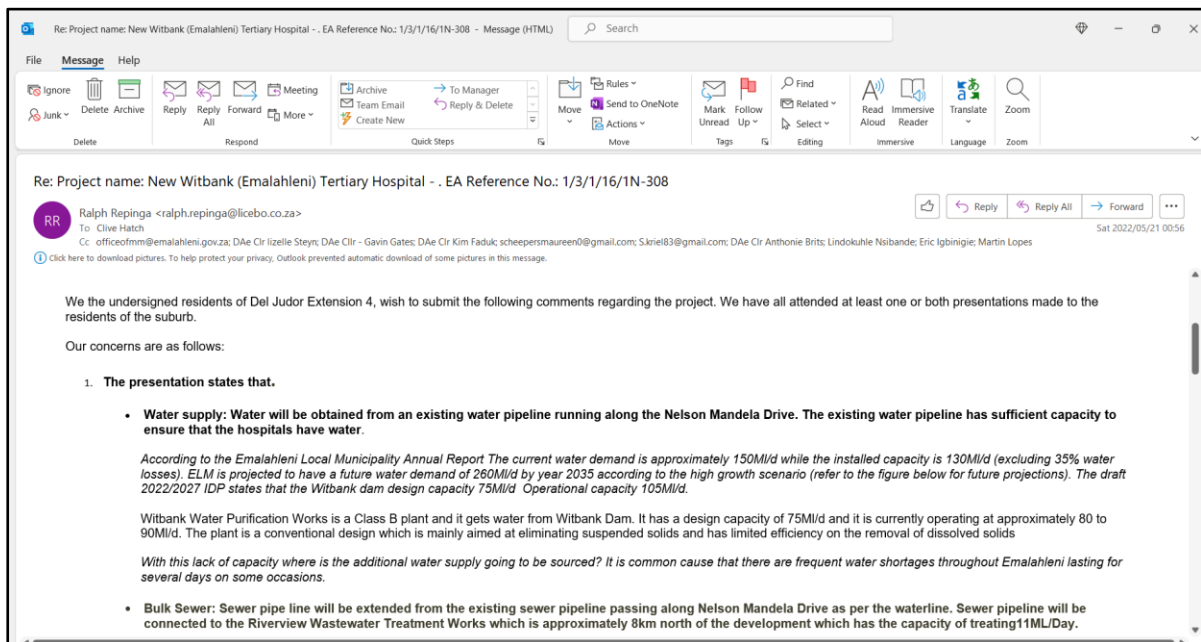 Re: Project name: New Witbank (Emalahleni) Tertiary Hospital - . EA Reference No.: 1/3/1/16/1N-308 - Message (HTML)
Search
File Message Help
Ignore
Junk
Delete
Archive
Reply
Reply All
Forward
Meeting
More
Archive
Team Email
Create New
To Manager
Reply & Delete
Move
Rules
Send to OneNote
Actions
Mark Unread
Follow Up
Find
Related
Select
Read Aloud
Immersive Reader
Translate
Zoom
Delete Respond Quick Steps Move Tags Editing Immersive Language Zoom
Re: Project name: New Witbank (Emalahleni) Tertiary Hospital - . EA Reference No.: 1/3/1/16/1N-308
RR
Ralph Repinga <ralph.repinga@licebo.co.za>
To Clive Hatch
Cc officeofmm@emalahleni.gov.za; DAe Clr lizelle Steyn; DAe Cllr - Gavin Gates; DAe Clr Kim Faduk; scheepersmaureen0@gmail.com; S.kriel83@gmail.com; DAe Clr Anthonie Brits; Lindokuhle Nsibande; Eric Igbinigie; Martin Lopes
Reply Reply All Forward
Sat 2022/05/21 00:56
Click here to download pictures. To help protect your privacy, Outlook prevented automatic download of some pictures in this message.
We the undersigned residents of Del Judor Extension 4, wish to submit the following comments regarding the project. We have all attended at least one or both presentations made to the
residents of the suburb.
Our concerns are as follows:
1. The presentation states that.
• Water supply: Water will be obtained from an existing water pipeline running along the Nelson Mandela Drive. The existing water pipeline has sufficient capacity to
ensure that the hospitals have water.
According to the Emalahleni Local Municipality Annual Report The current water demand is approximately 150Ml/d while the installed capacity is 130Ml/d (excluding 35% water
losses). ELM is projected to have a future water demand of 260Ml/d by year 2035 according to the high growth scenario (refer to the figure below for future projections). The draft
2022/2027 IDP states that the Witbank dam design capacity 75Ml/d Operational capacity 105Ml/d.
Witbank Water Purification Works is a Class B plant and it gets water from Witbank Dam. It has a design capacity of 75Ml/d and it is currently operating at approximately 80 to
90Ml/d. The plant is a conventional design which is mainly aimed at eliminating suspended solids and has limited efficiency on the removal of dissolved solids
With this lack of capacity where is the additional water supply going to be sourced? It is common cause that there are frequent water shortages throughout Emalahleni lasting for
several days on some occasions.
• Bulk Sewer: Sewer pipe line will be extended from the existing sewer pipeline passing along Nelson Mandela Drive as per the waterline. Sewer pipeline will be
connected to the Riverview Wastewater Treatment Works which is approximately 8km north of the development which has the capacity of treating11ML/Day.